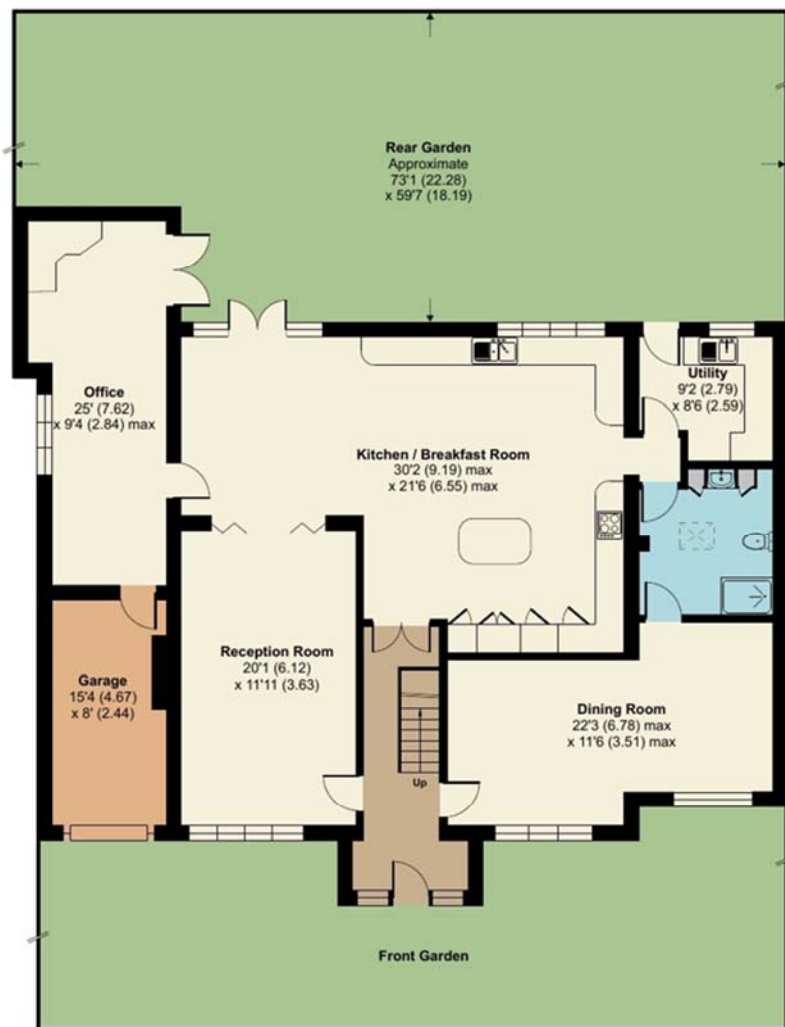 Rear Garden
Approximate
73'1 (22.28)
x 59'7 (18.19)
Office
25' (7.62)
x 9'4 (2.84) max
Utility
9'2 (2.79)
x 8'6 (2.59)
Kitchen / Breakfast Room
30'2 (9.19) max
x 21'6 (6.55) max
Reception Room
20'1 (6.12)
x 11'11 (3.63)
Garage
15'4 (4.67)
x 8' (2.44)
Dining Room
22'3 (6.78) max
x 11'6 (3.51) max
Up
Front Garden